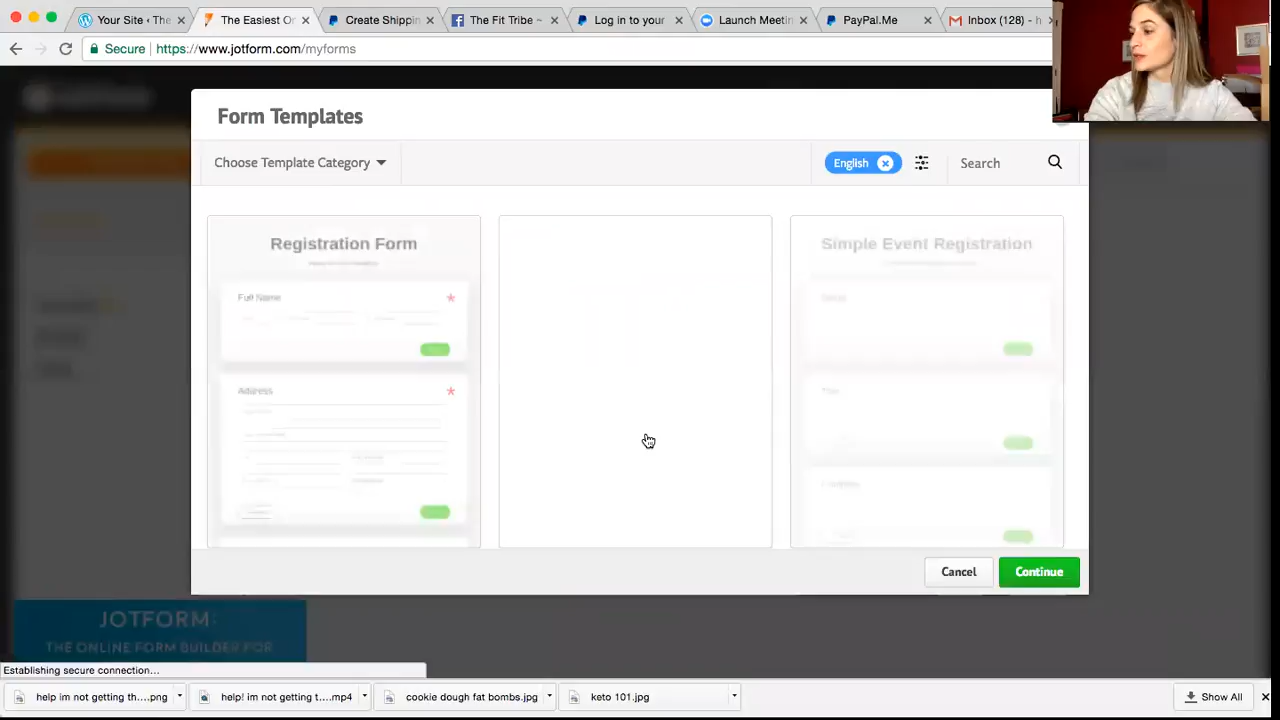 Your Site ‹ The
The Easiest On
Create Shippin
The Fit Tribe ~
Log in to your
Launch Meeti
PayPal.Me
Inbox (128) - h
Secure
https://www.jotform.com/myforms
Form Templates
Choose Template Category
English
Search
Registration Form
Simple Event Registration
Full Name
Address
Cancel
Continue
JOTFORM:
THE ONLINE FORM BUILDER FOR
Establishing secure connection...
help im not getting th....png
help! im not getting t....mp4
cookie dough fat bombs.jpg
keto 101.jpg
Show All